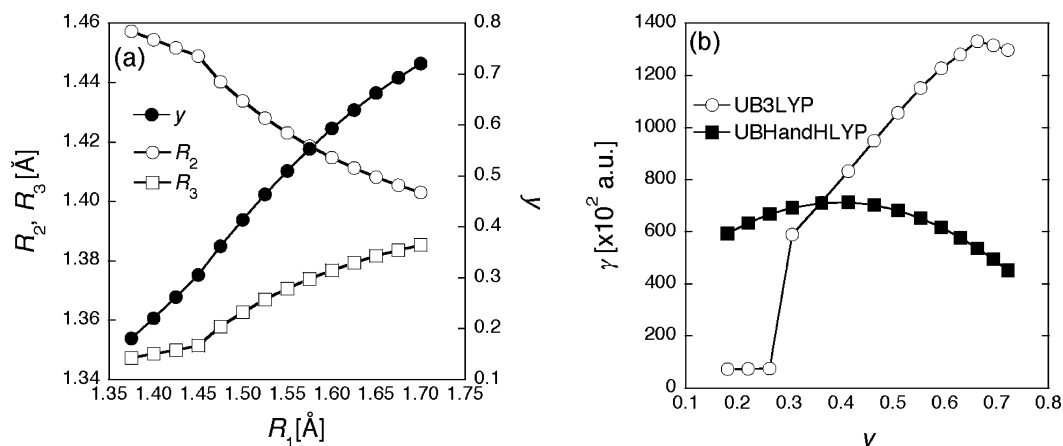 (a)
1.46
1.44
1.42
1.40
1.38
1.36
1.34
R2, R3 [Å]
y
R2
R3
0.8
0.7
0.6
0.5
0.4
0.3
0.2
0.1
y
1.35 1.40 1.45 1.50 1.55 1.60 1.65 1.70 1.75
R1[Å]
(b)
1400
1200
1000
800
600
400
200
0
γ [x10² a.u.]
UB3LYP
UBHandHLYP
0.1 0.2 0.3 0.4 0.5 0.6 0.7 0.8
y